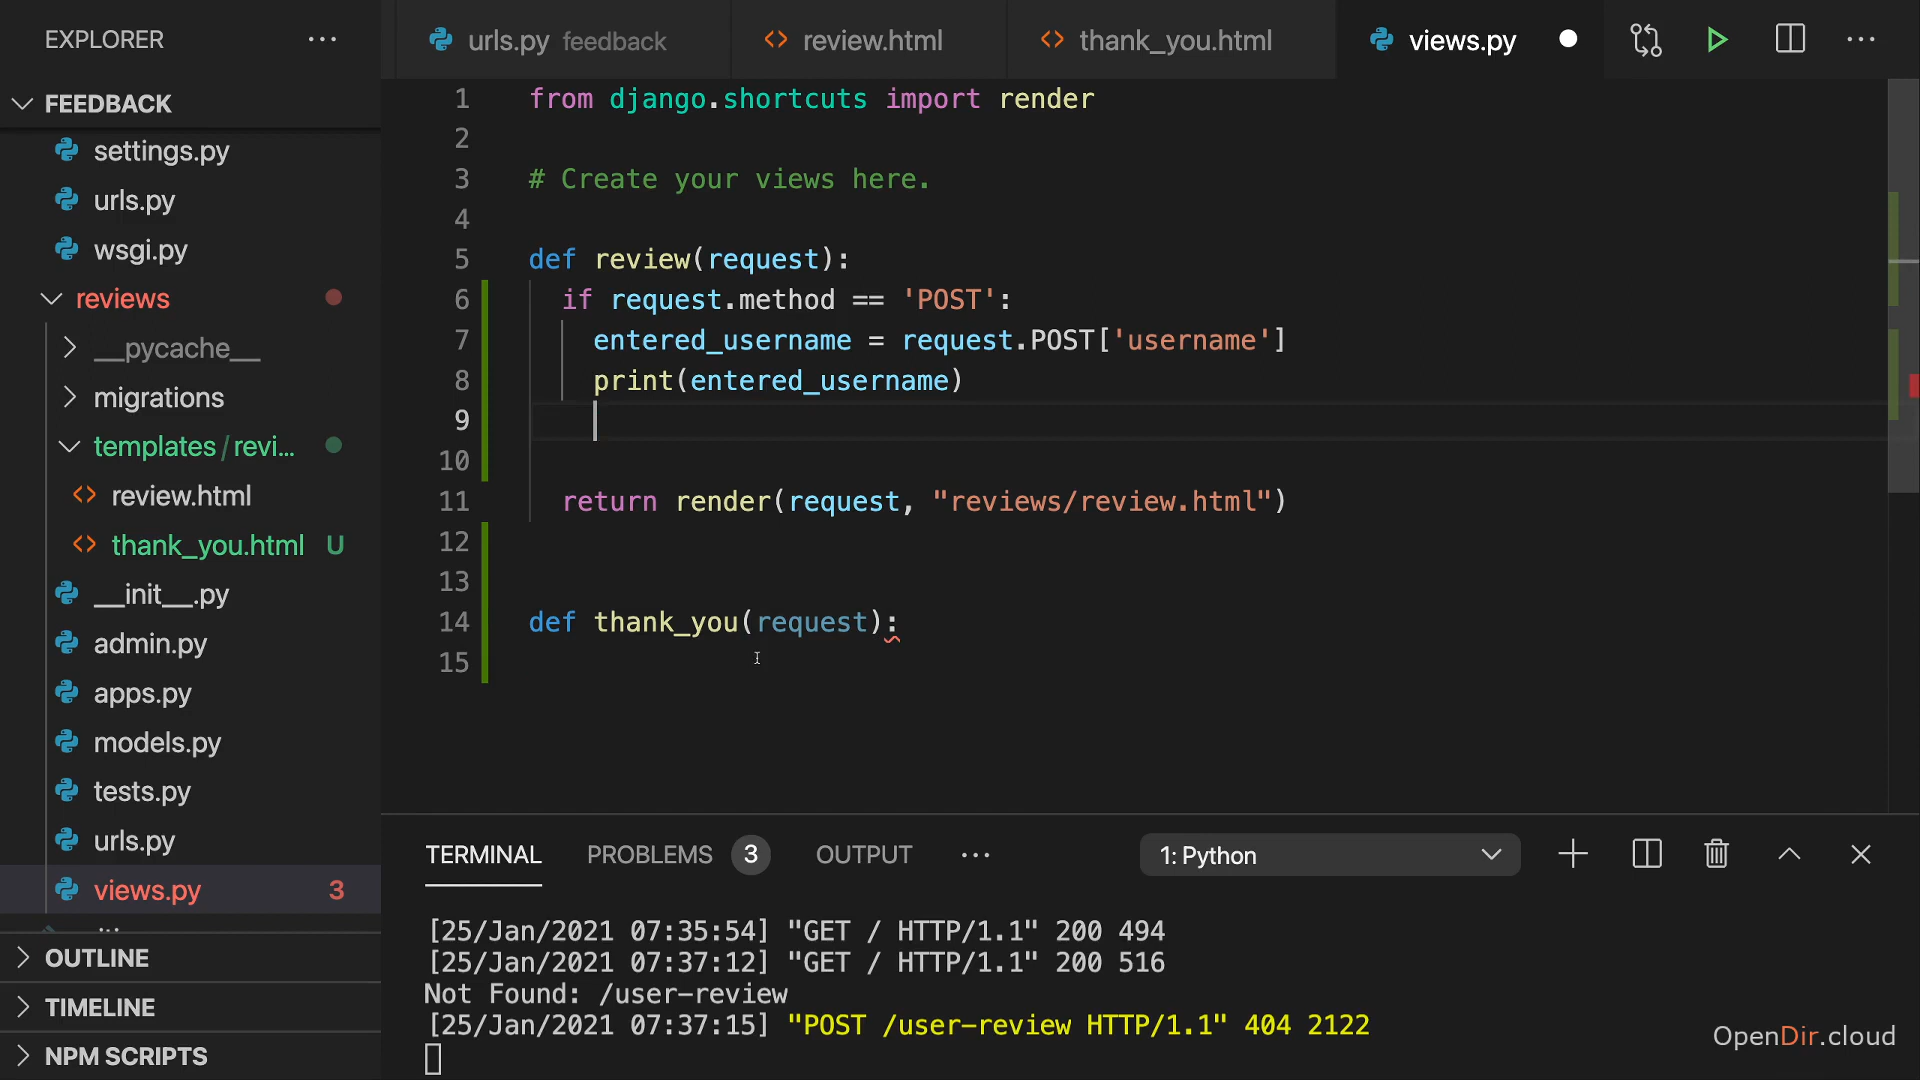 EXPLORER
FEEDBACK
settings.py
urls.py
wsgi.py
reviews
__pycache__
migrations
templates/revi...
review.html
thank_you.html U
__init__.py
admin.py
apps.py
models.py
tests.py
urls.py
views.py 3
OUTLINE
TIMELINE
NPM SCRIPTS
urls.py feedback
review.html
thank_you.html
views.py
1 from django.shortcuts import render
2
3 # Create your views here.
4
5 def review(request):
6 if request.method == 'POST':
7 entered_username = request.POST['username']
8 print(entered_username)
9
10
11 return render(request, "reviews/review.html")
12
13
14 def thank_you(request):
15
TERMINAL PROBLEMS 3 OUTPUT ... 1: Python
[25/Jan/2021 07:35:54] "GET / HTTP/1.1" 200 494
[25/Jan/2021 07:37:12] "GET / HTTP/1.1" 200 516
Not Found: /user-review
[25/Jan/2021 07:37:15] "POST /user-review HTTP/1.1" 404 2122
OpenDir.cloud